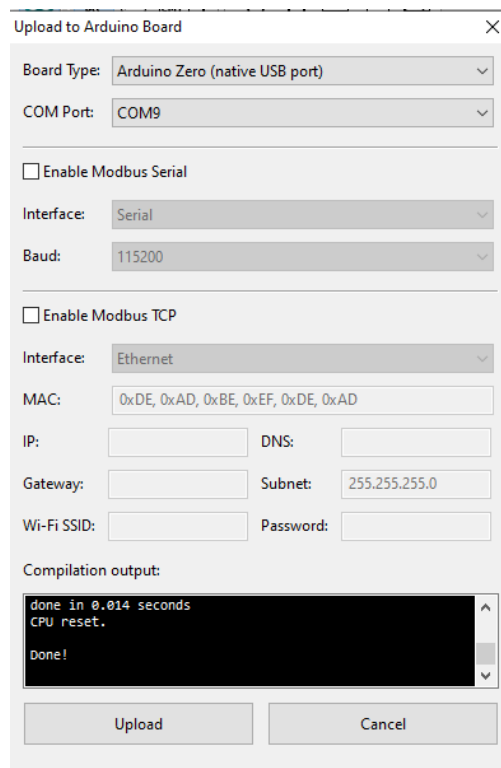 Upload to Arduino Board
Board Type: Arduino Zero (native USB port)
COM Port: COM9
Enable Modbus Serial
Interface: Serial
Baud: 115200
Enable Modbus TCP
Interface: Ethernet
MAC: 0xDE, 0xAD, 0xBE, 0xEF, 0xDE, 0xAD
IP: DNS:
Gateway: Subnet: 255.255.255.0
Wi-Fi SSID: Password:
Compilation output:
done in 0.014 seconds
CPU reset.
Done!
Upload Cancel